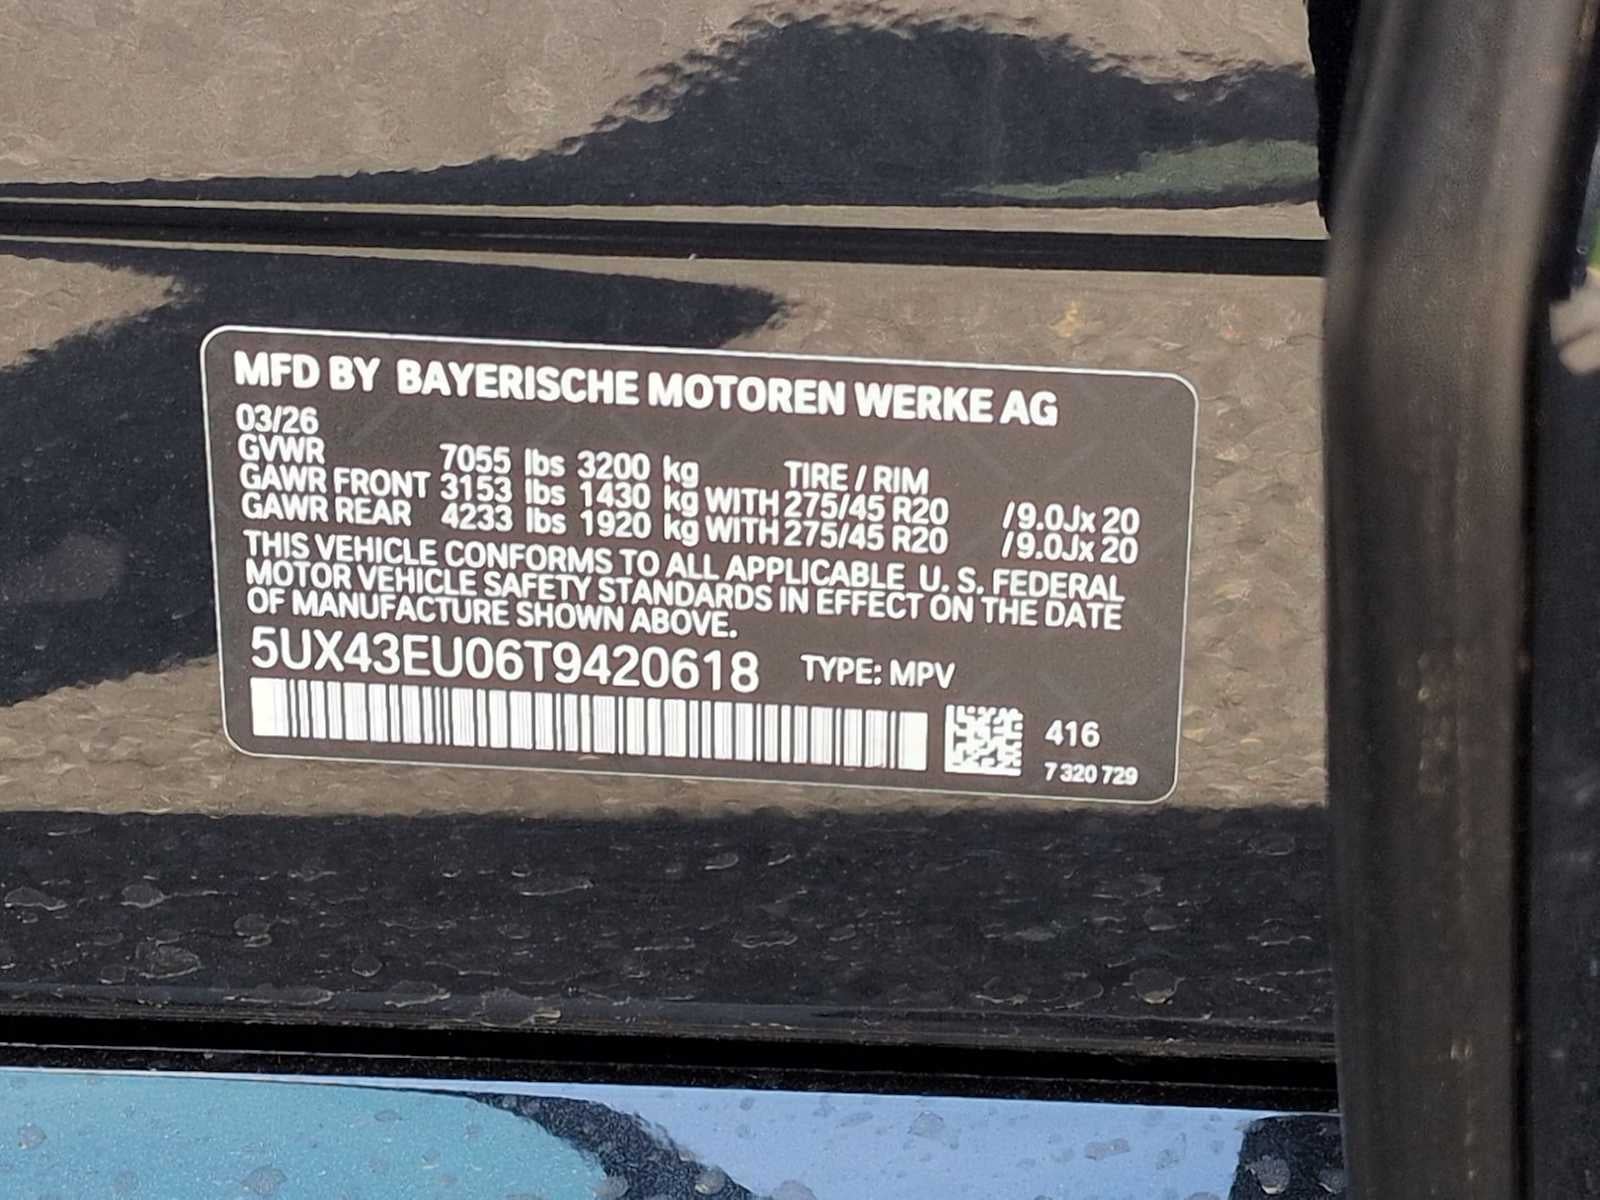 MFD BY BAYERISCHE MOTOREN WERKE AG
03/26
GVWR 7055 lbs 3200 kg TIRE / RIM
GAWR FRONT 3153 lbs 1430 kg WITH 275/45 R20 /9.0Jx 20
GAWR REAR 4233 lbs 1920 kg WITH 275/45 R20 /9.0Jx 20
THIS VEHICLE CONFORMS TO ALL APPLICABLE U. S. FEDERAL
MOTOR VEHICLE SAFETY STANDARDS IN EFFECT ON THE DATE
OF MANUFACTURE SHOWN ABOVE.
5UX43EU06T9420618 TYPE: MPV
416
7 320 729